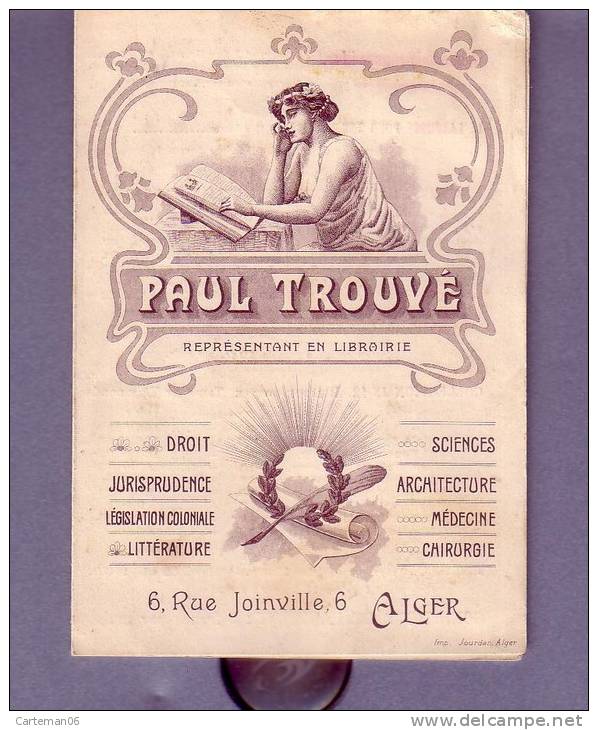 PAUL TROUVÉ
REPRÉSENTANT EN LIBRAIRIE
DROIT
JURISPRUDENCE
LÉGISLATION COLONIALE
LITTÉRATURE
SCIENCES
ARCHITECTURE
MÉDECINE
CHIRURGIE
6, Rue Joinville, 6 ALGER
Imp. Jourdan, Alger
Carteman06
delcampe.net